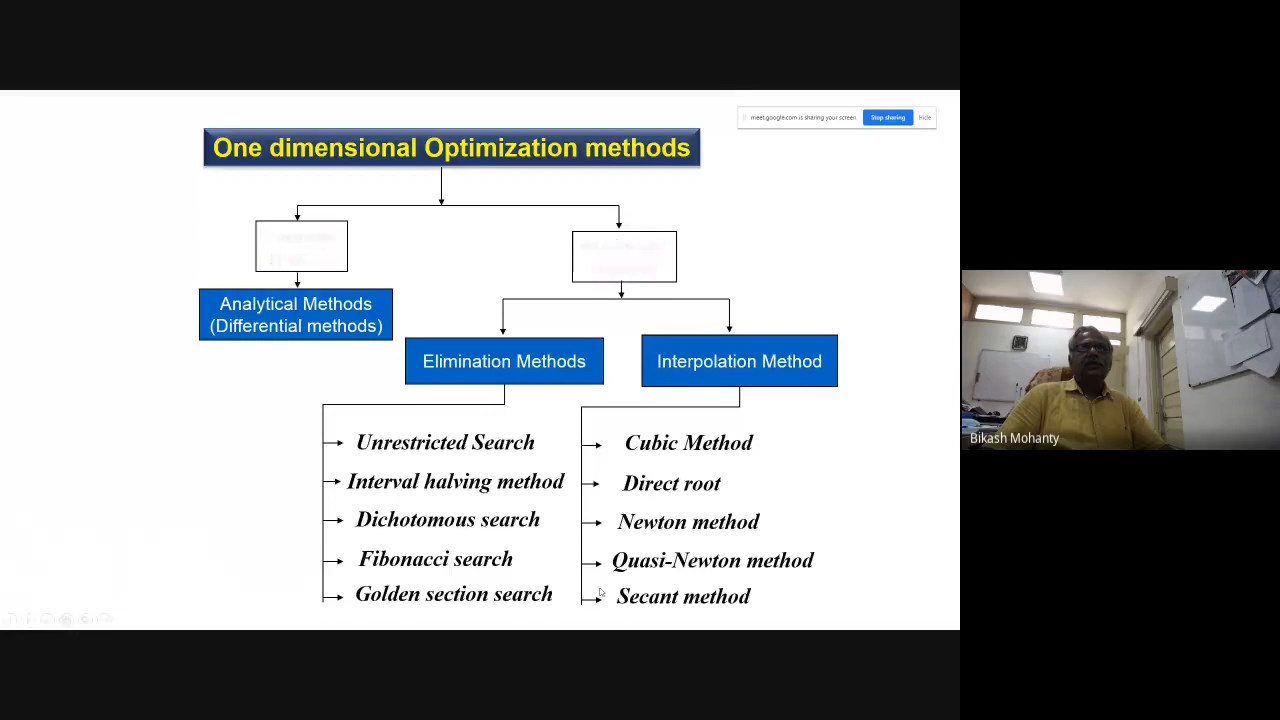 meet.google.com is sharing your screen
Stop sharing
Hide
One dimensional Optimization methods
Analytical Methods
(Differential methods)
Elimination Methods
Interpolation Method
Unrestricted Search
Interval halving method
Dichotomous search
Fibonacci search
Golden section search
Cubic Method
Direct root
Newton method
Quasi-Newton method
Secant method
Bikash Mohanty